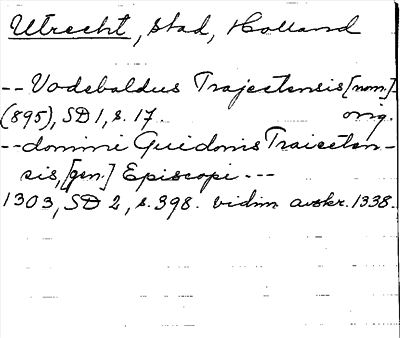 Utrecht, stad, Holland
-- Vodebaldus Trajectensis [nom.]
(895), SD 1, s. 17. orig.
-- domini Guidonis Traiecten-
sis, [gen.] Episcopi ---
1303, SD 2, s. 398. vidim. avskr. 1338.